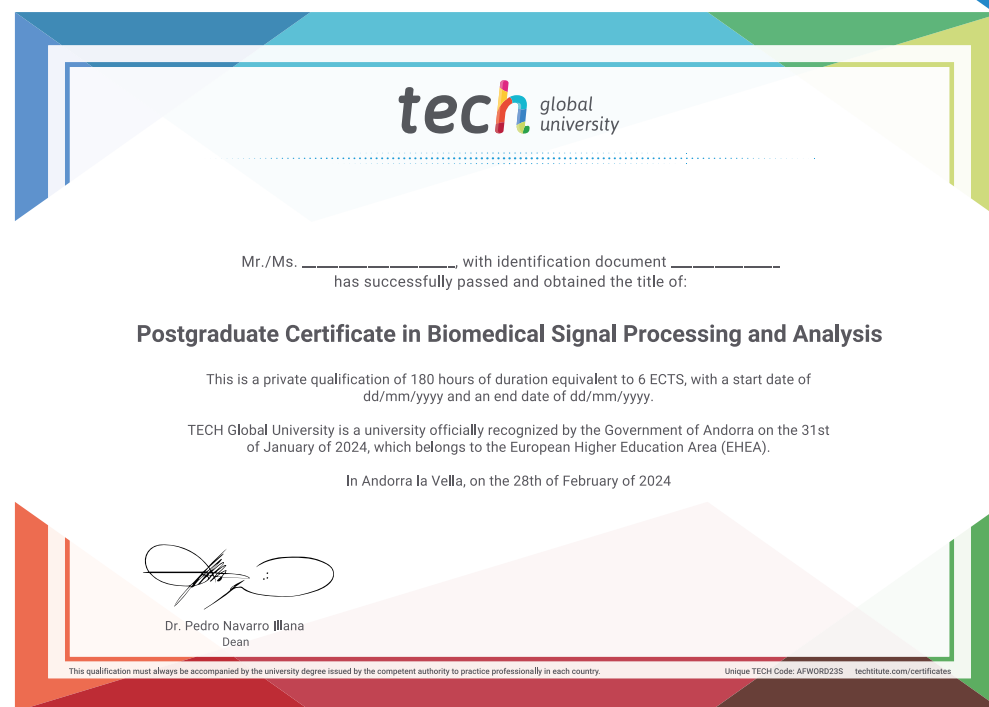 tech global university
Mr./Ms. ____________________, with identification document ______________
has successfully passed and obtained the title of:
Postgraduate Certificate in Biomedical Signal Processing and Analysis
This is a private qualification of 180 hours of duration equivalent to 6 ECTS, with a start date of
dd/mm/yyyy and an end date of dd/mm/yyyy.
TECH Global University is a university officially recognized by the Government of Andorra on the 31st
of January of 2024, which belongs to the European Higher Education Area (EHEA).
In Andorra la Vella, on the 28th of February of 2024
Dr. Pedro Navarro Illana
Dean
This qualification must always be accompanied by the university degree issued by the competent authority to practice professionally in each country.
Unique TECH Code: AFWORD23S techtitute.com/certificates